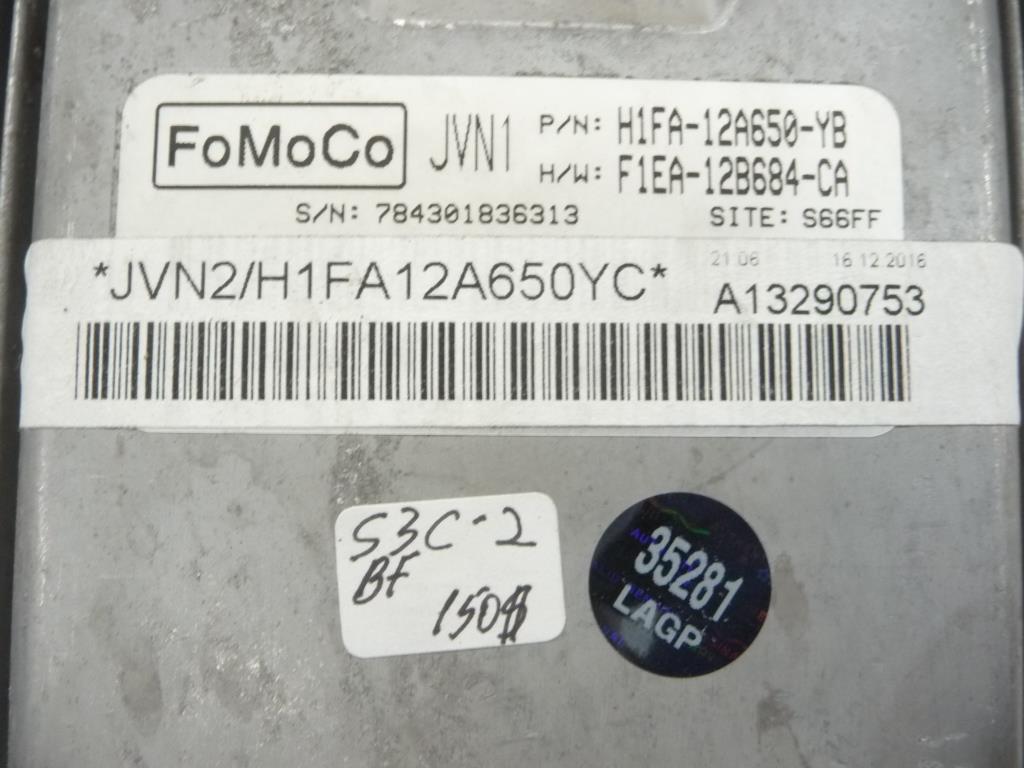 FoMoCo
JVN1
P/N: H1FA-12A650-YB
H/W: F1EA-12B684-CA
S/N: 784301836313
SITE: S66FF
21 06
16 12 2016
*JVN2/H1FA12A650YC*
A13290753
S3C-2
BF
150$
35281
LAGP